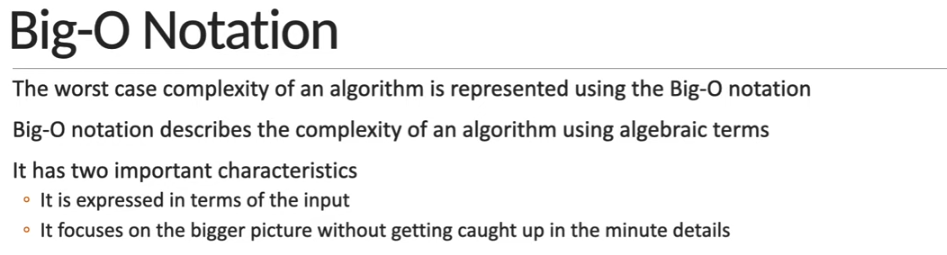 Big-O Notation
The worst case complexity of an algorithm is represented using the Big-O notation
Big-O notation describes the complexity of an algorithm using algebraic terms
It has two important characteristics
◦ It is expressed in terms of the input
◦ It focuses on the bigger picture without getting caught up in the minute details